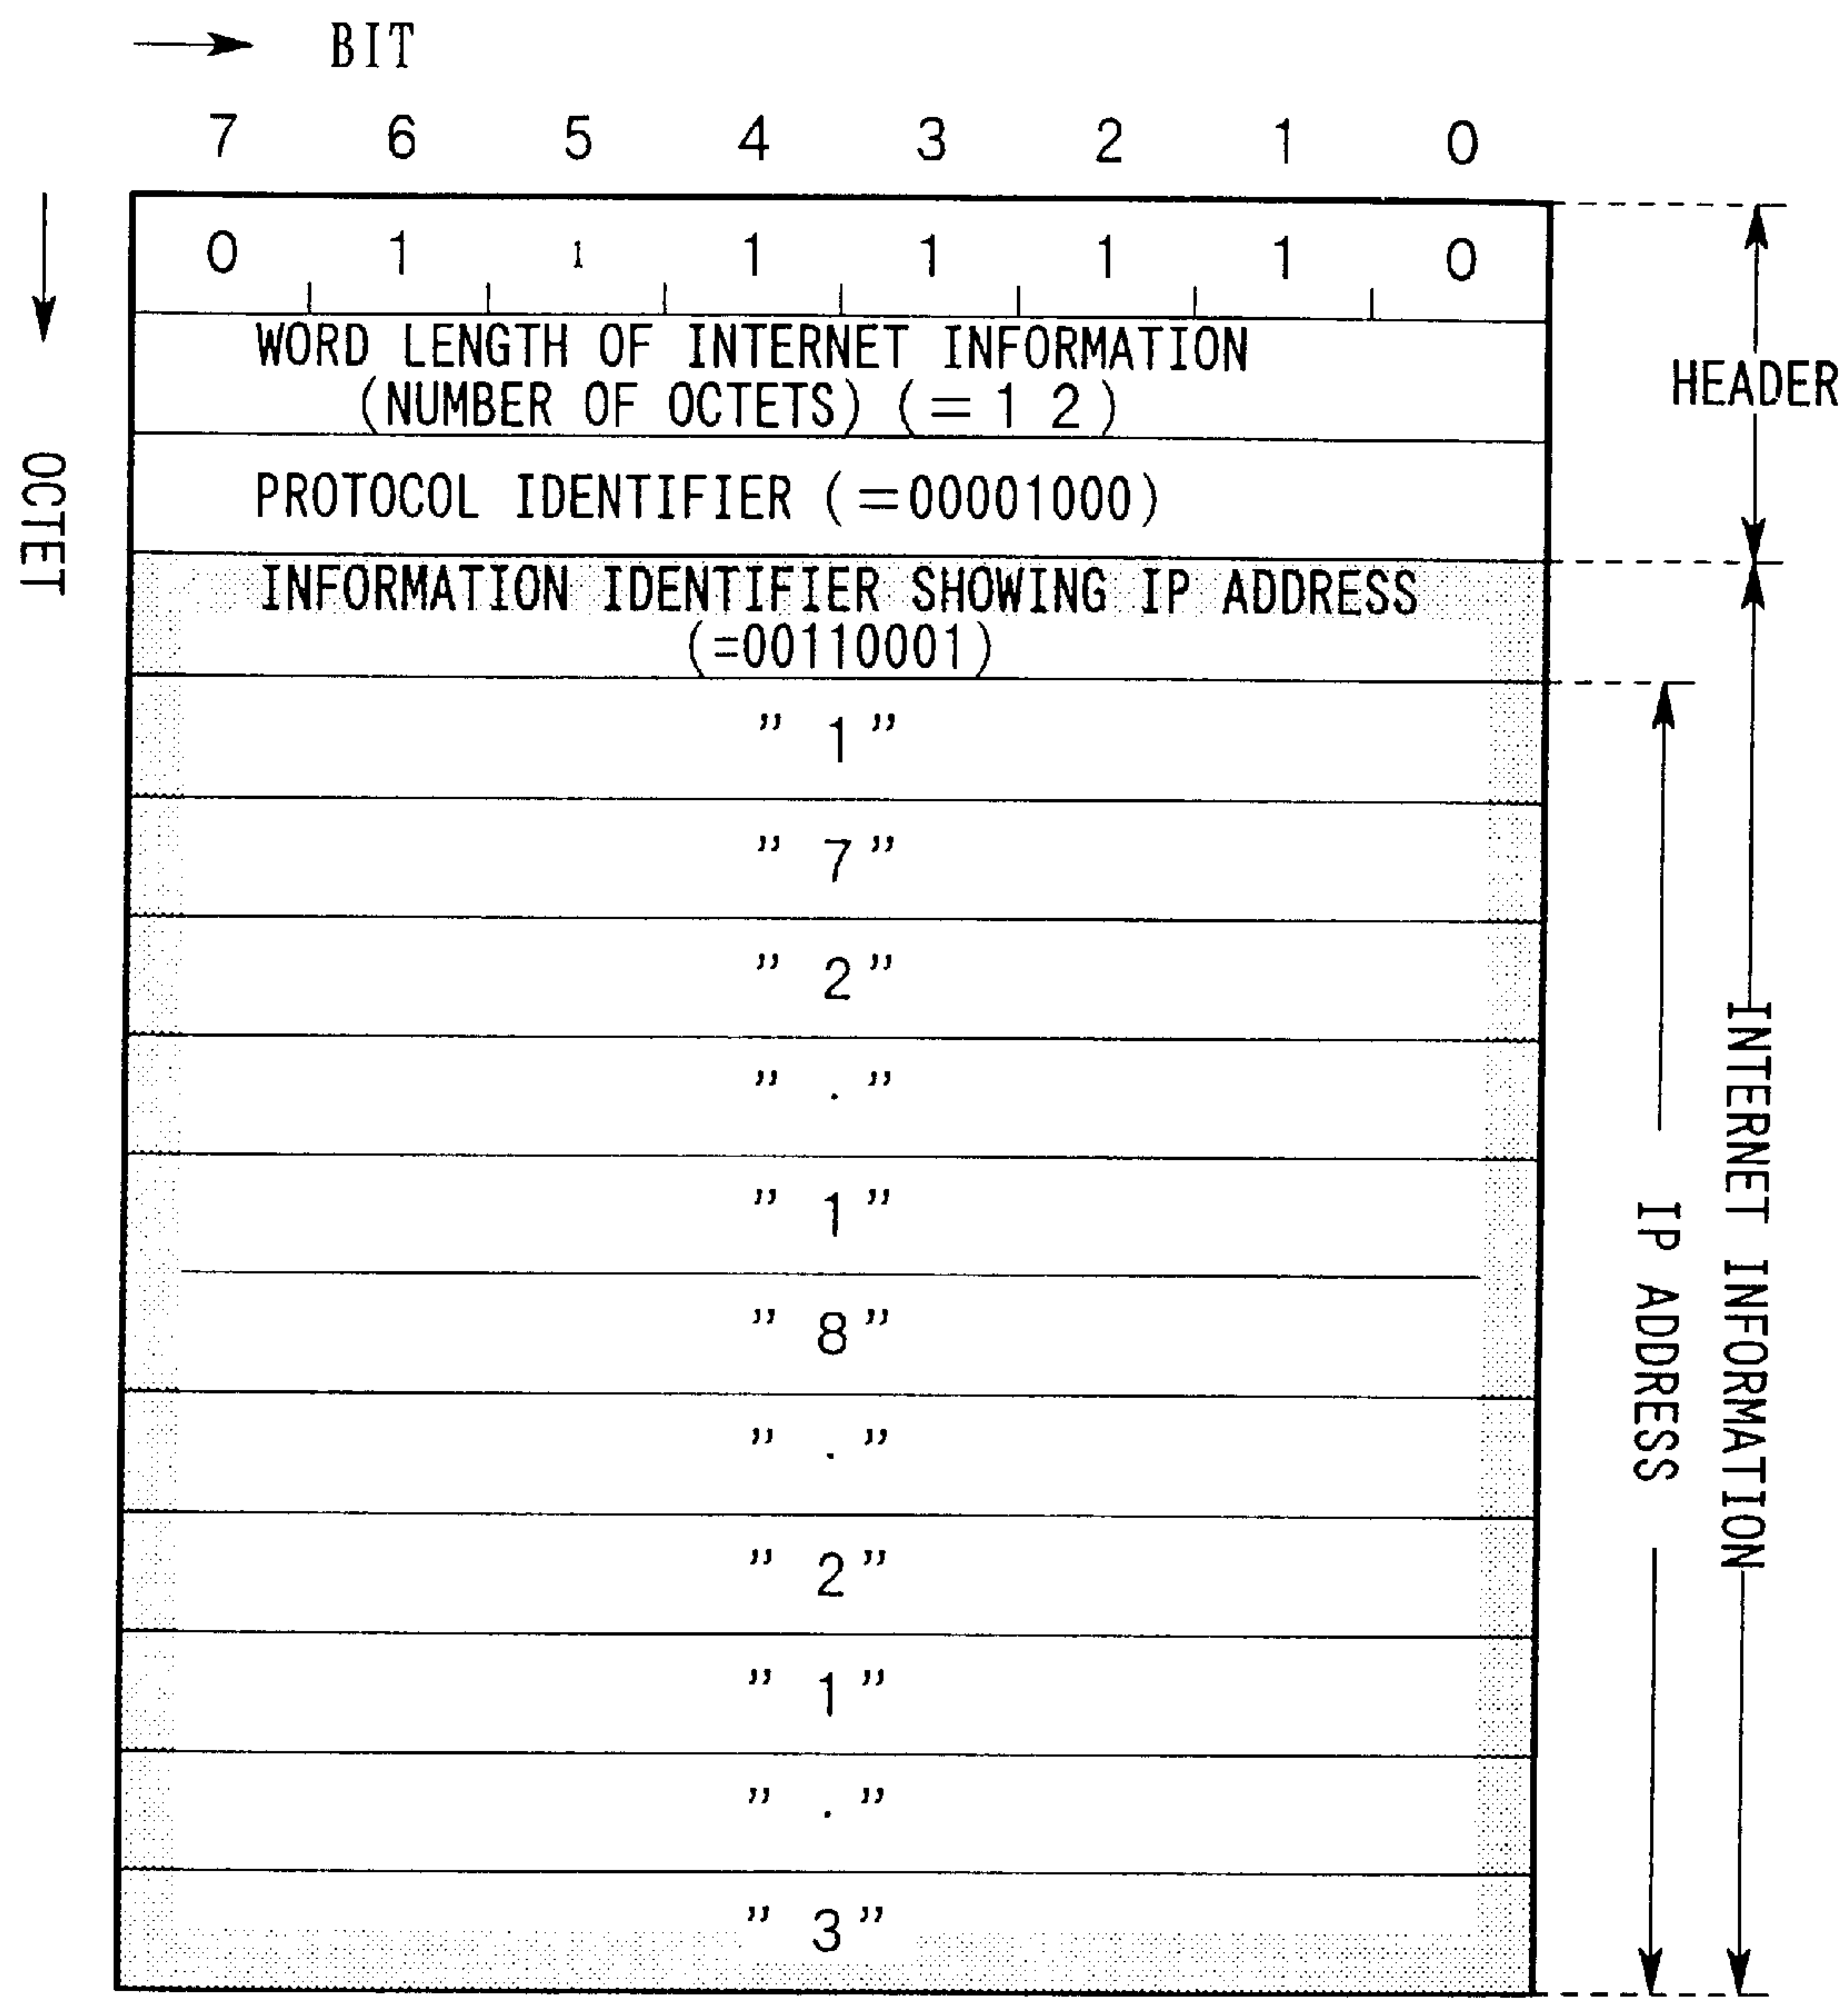 BIT
7 6 5 4 3 2 1 0
0 1 1 1 1 1 1 0
WORD LENGTH OF INTERNET INFORMATION
(NUMBER OF OCTETS) (=12)
PROTOCOL IDENTIFIER (=00001000)
INFORMATION IDENTIFIER SHOWING IP ADDRESS
(=00110001)
" 1 "
" 7 "
" 2 "
" . "
" 1 "
" 8 "
" . "
" 2 "
" 1 "
" . "
" 3 "
OCTET
HEADER
IP ADDRESS
INTERNET INFORMATION